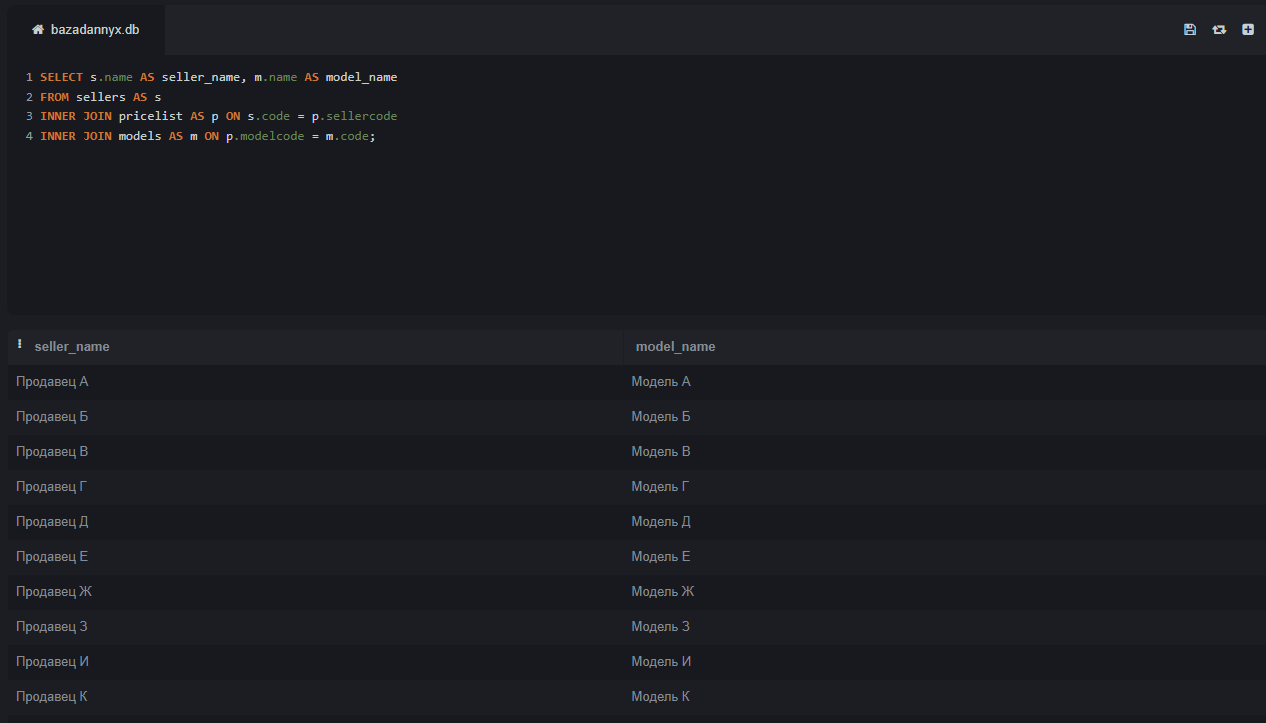 bazadannyx.db
1 SELECT s.name AS seller_name, m.name AS model_name
2 FROM sellers AS s
3 INNER JOIN pricelist AS p ON s.code = p.sellercode
4 INNER JOIN models AS m ON p.modelcode = m.code;
seller_name model_name
Продавец А Модель А
Продавец Б Модель Б
Продавец В Модель В
Продавец Г Модель Г
Продавец Д Модель Д
Продавец Е Модель Е
Продавец Ж Модель Ж
Продавец З Модель З
Продавец И Модель И
Продавец К Модель К